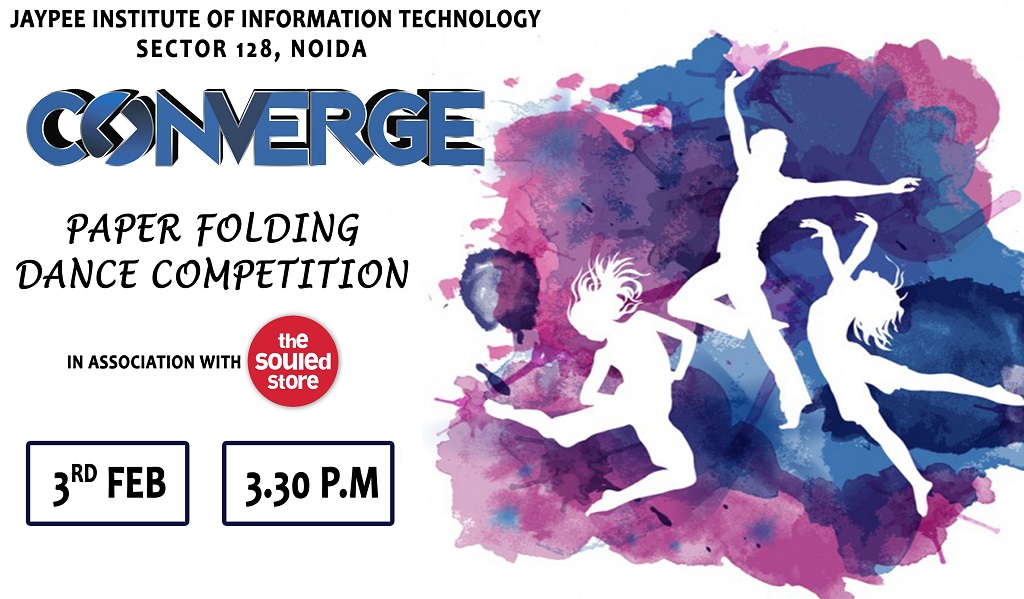 JAYPEE INSTITUTE OF INFORMATION TECHNOLOGY
SECTOR 128, NOIDA
CONVERGE
PAPER FOLDING
DANCE COMPETITION
IN ASSOCIATION WITH
the
souled
store
3RD FEB
3.30 P.M